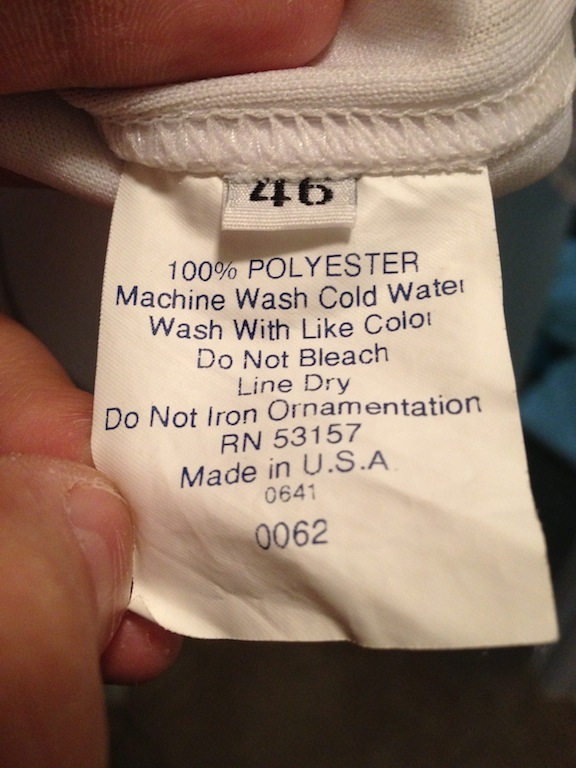 46
100% POLYESTER
Machine Wash Cold Water
Wash With Like Color
Do Not Bleach
Line Dry
Do Not Iron Ornamentation
RN 53157
Made in U.S.A
0641
0062